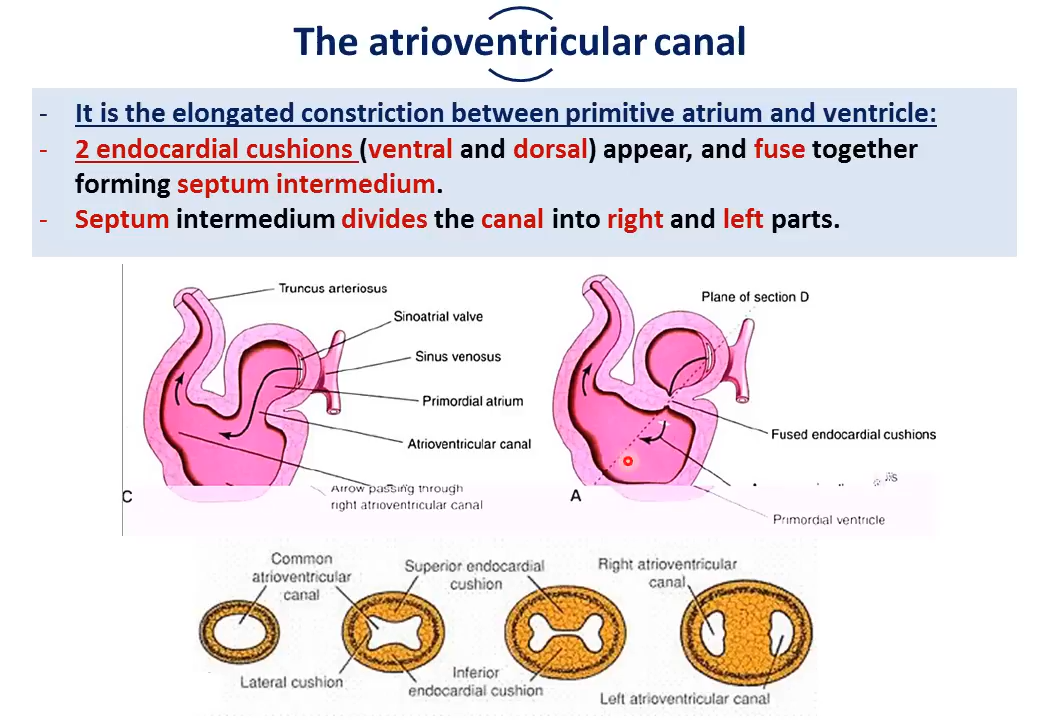 The atrioventricular canal
- It is the elongated constriction between primitive atrium and ventricle:
- 2 endocardial cushions (ventral and dorsal) appear, and fuse together
forming septum intermedium.
- Septum intermedium divides the canal into right and left parts.
Truncus arteriosus
Sinoatrial valve
Sinus venosus
Primordial atrium
Atrioventricular canal
Arrow passing through
right atrioventricular canal
C
Plane of section D
Fused endocardial cushions
A
Primordial ventricle
Common
atrioventricular
canal
Lateral cushion
Superior endocardial
cushion
Inferior
endocardial cushion
Right atrioventricular
canal
Left atrioventricular canal